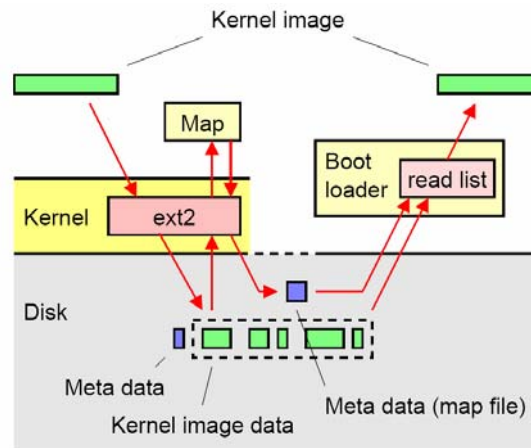 Kernel image
Map
Boot
loader
read list
Kernel
ext2
Disk
Meta data
Kernel image data
Meta data (map file)